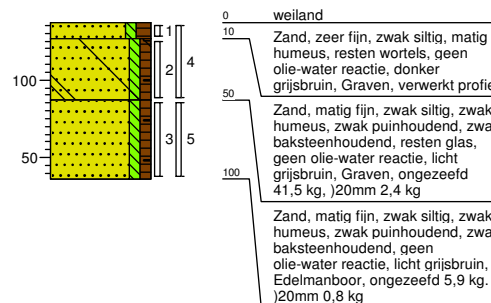 0 weiland
10
Zand, zeer fijn, zwak siltig, matig
humeus, resten wortels, geen
olie-water reactie, donker
grijsbruin, Graven, verwerkt profie
50
Zand, matig fijn, zwak siltig, zwak
humeus, zwak puinhoudend, zwa
baksteenhoudend, resten glas,
geen olie-water reactie, licht
grijsbruin, Graven, ongezeefd
41,5 kg, )20mm 2,4 kg
100
Zand, matig fijn, zwak siltig, zwak
humeus, zwak puinhoudend, zwa
baksteenhoudend, geen
olie-water reactie, licht grijsbruin,
Edelmanboor, ongezeefd 5,9 kg.
)20mm 0,8 kg
100
50
1
2
3
4
5